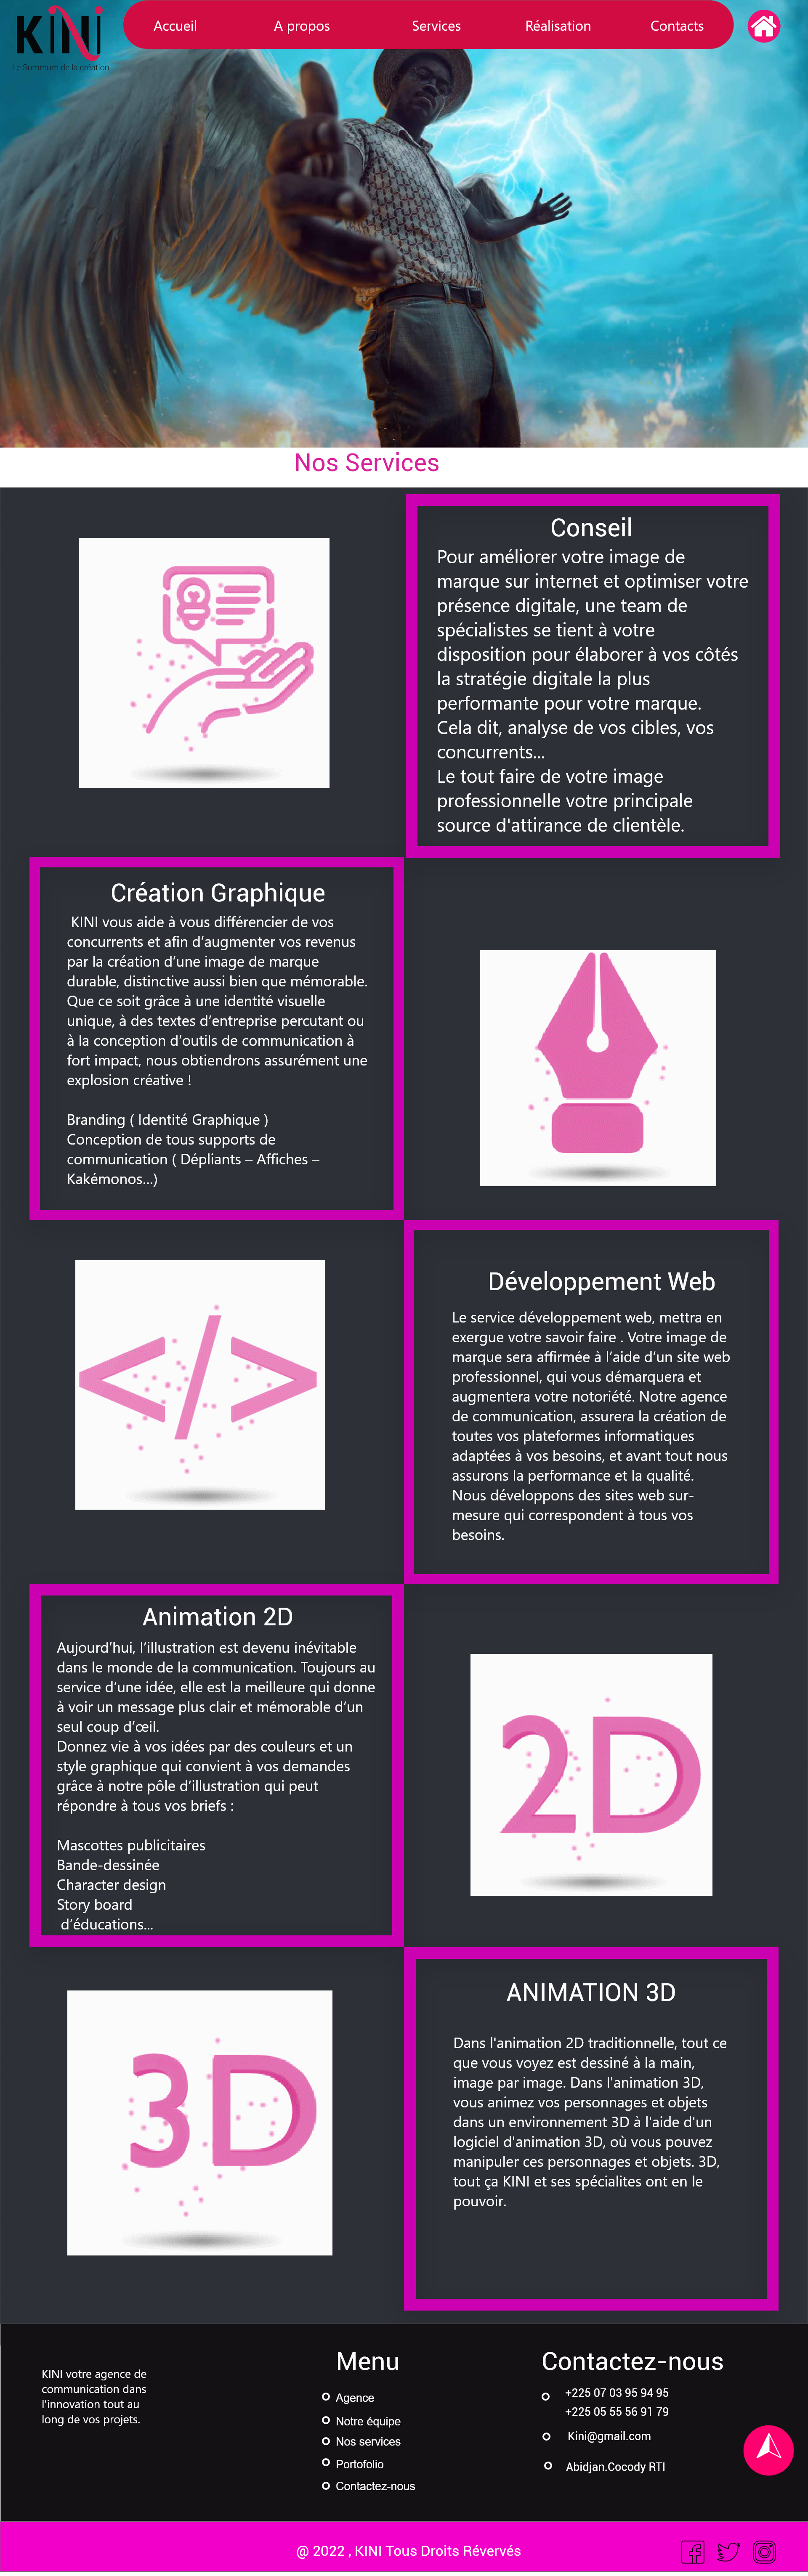 KINI
Le Summum de la création
Accueil
A propos
Services
Réalisation
Contacts
Nos Services
Conseil
Pour améliorer votre image de
marque sur internet et optimiser votre
présence digitale, une team de
spécialistes se tient à votre
disposition pour élaborer à vos côtés
la stratégie digitale la plus
performante pour votre marque.
Cela dit, analyse de vos cibles, vos
concurrents...
Le tout faire de votre image
professionnelle votre principale
source d'attirance de clientèle.
Création Graphique
KINI vous aide à vous différencier de vos
concurrents et afin d’augmenter vos revenus
par la création d’une image de marque
durable, distinctive aussi bien que mémorable.
Que ce soit grâce à une identité visuelle
unique, à des textes d’entreprise percutant ou
à la conception d’outils de communication à
fort impact, nous obtiendrons assurément une
explosion créative !
Branding ( Identité Graphique )
Conception de tous supports de
communication ( Dépliants – Affiches –
Kakémonos...)
</>
Développement Web
Le service développement web, mettra en
exergue votre savoir faire . Votre image de
marque sera affirmée à l’aide d’un site web
professionnel, qui vous démarquera et
augmentera votre notoriété. Notre agence
de communication, assurera la création de
toutes vos plateformes informatiques
adaptées à vos besoins, et avant tout nous
assurons la performance et la qualité.
Nous développons des sites web sur-
mesure qui correspondent à tous vos
besoins.
Animation 2D
Aujourd’hui, l’illustration est devenu inévitable
dans le monde de la communication. Toujours au
service d’une idée, elle est la meilleure qui donne
à voir un message plus clair et mémorable d’un
seul coup d’œil.
Donnez vie à vos idées par des couleurs et un
style graphique qui convient à vos demandes
grâce à notre pôle d’illustration qui peut
répondre à tous vos briefs :
Mascottes publicitaires
Bande-dessinée
Character design
Story board
d’éducations...
2D
3D
ANIMATION 3D
Dans l'animation 2D traditionnelle, tout ce
que vous voyez est dessiné à la main,
image par image. Dans l'animation 3D,
vous animez vos personnages et objets
dans un environnement 3D à l'aide d'un
logiciel d'animation 3D, où vous pouvez
manipuler ces personnages et objets. 3D,
tout ça KINI et ses spécialites ont en le
pouvoir.
KINI votre agence de
communication dans
l'innovation tout au
long de vos projets.
Menu
Agence
Notre équipe
Nos services
Portofolio
Contactez-nous
Contactez-nous
+225 07 03 95 94 95
+225 05 55 56 91 79
Kini@gmail.com
Abidjan.Cocody RTI
@ 2022 , KINI Tous Droits Révervés